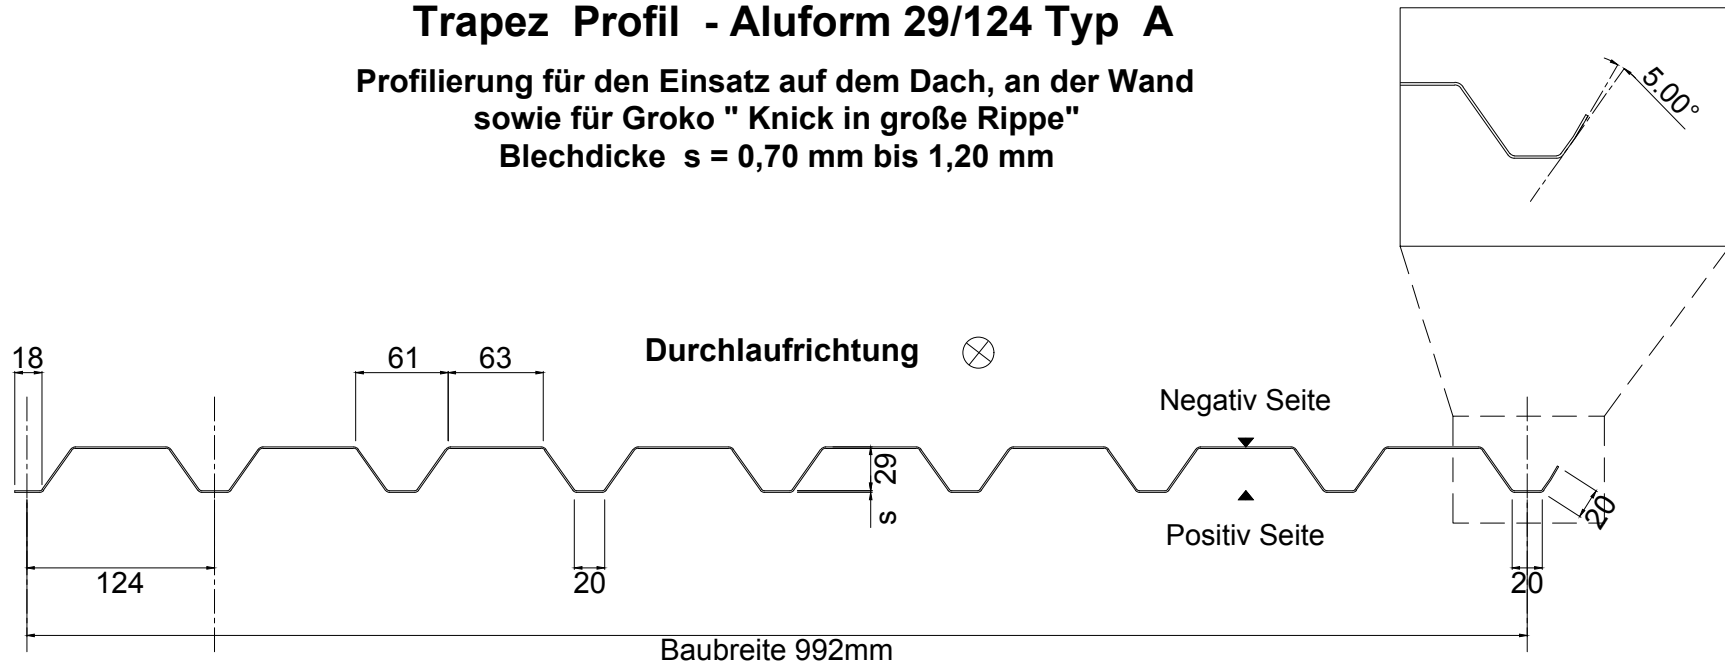 Trapez Profil - Aluform 29/124 Typ A
Profilierung für den Einsatz auf dem Dach, an der Wand
sowie für Groko " Knick in große Rippe"
Blechdicke s = 0,70 mm bis 1,20 mm
5.00°
Durchlaufrichtung
18
61
63
Negativ Seite
29
s
Positiv Seite
20
124
20
20
Baubreite 992mm